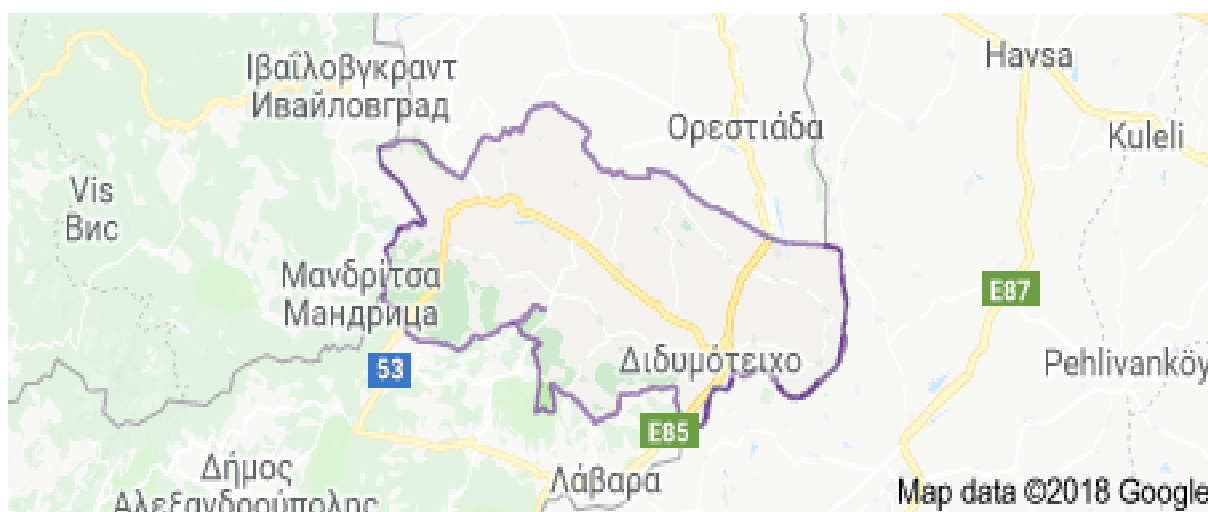 Havsa
Ιβαϊλοβγκραντ
Ивайловград
Ορεστιάδα
Kuleli
Vis
Вис
Μανδρίτσα
Мандрица
E87
53
Διδυμότειχο
Pehlivanköy
E85
Δήμος
Αλεξανδρούπολης
Λάβαρα
Map data ©2018 Google